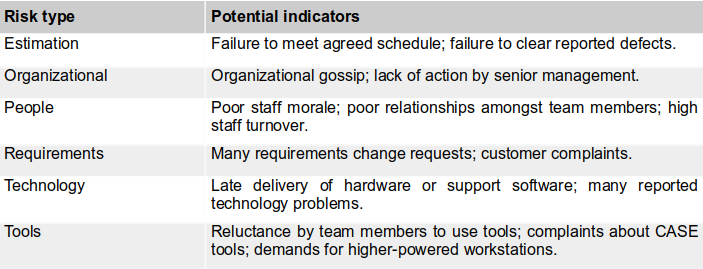 Risk type Potential indicators
Estimation Failure to meet agreed schedule; failure to clear reported defects.
Organizational Organizational gossip; lack of action by senior management.
People Poor staff morale; poor relationships amongst team members; high
staff turnover.
Requirements Many requirements change requests; customer complaints.
Technology Late delivery of hardware or support software; many reported
technology problems.
Tools Reluctance by team members to use tools; complaints about CASE
tools; demands for higher-powered workstations.